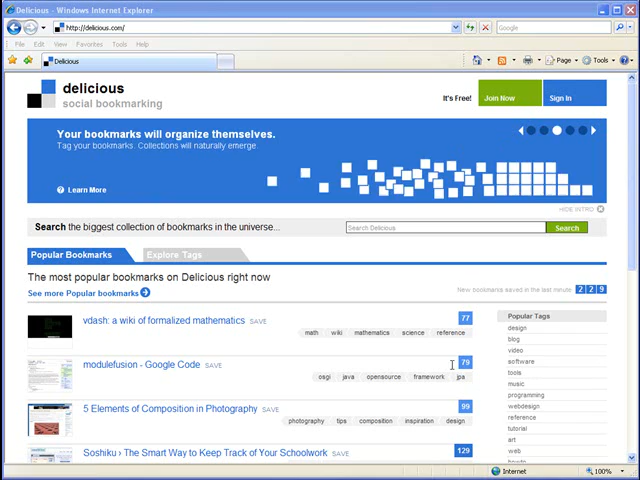 Delicious - Windows Internet Explorer
http://delicious.com/
Google
File Edit View Favorites Tools Help
Delicious
Page Tools
delicious
social bookmarking
It's Free! Join Now Sign In
Your bookmarks will organize themselves.
Tag your bookmarks. Collections will naturally emerge.
? Learn More
HIDE INTRO
Search the biggest collection of bookmarks in the universe...
Search Delicious
Search
Popular Bookmarks Explore Tags
The most popular bookmarks on Delicious right now
See more Popular bookmarks
New bookmarks saved in the last minute 2 2 9
vdash: a wiki of formalized mathematics SAVE
77
math wiki mathematics science reference
modulefusion - Google Code SAVE
79
osgi java opensource framework jpa
5 Elements of Composition in Photography SAVE
99
photography tips composition inspiration design
Soshiku › The Smart Way to Keep Track of Your Schoolwork SAVE
129
Popular Tags
design
blog
video
software
tools
music
programming
webdesign
reference
tutorial
art
web
howto
Internet
100%